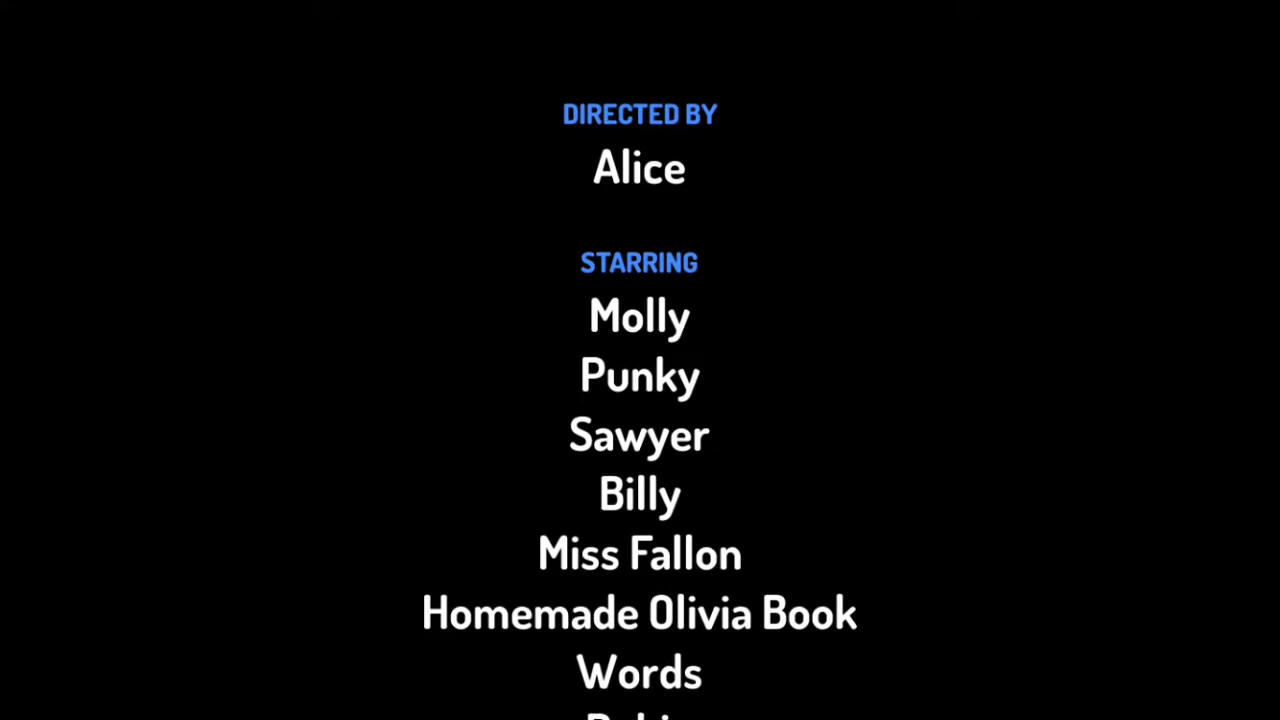 DIRECTED BY
Alice
STARRING
Molly
Punky
Sawyer
Billy
Miss Fallon
Homemade Olivia Book
Words